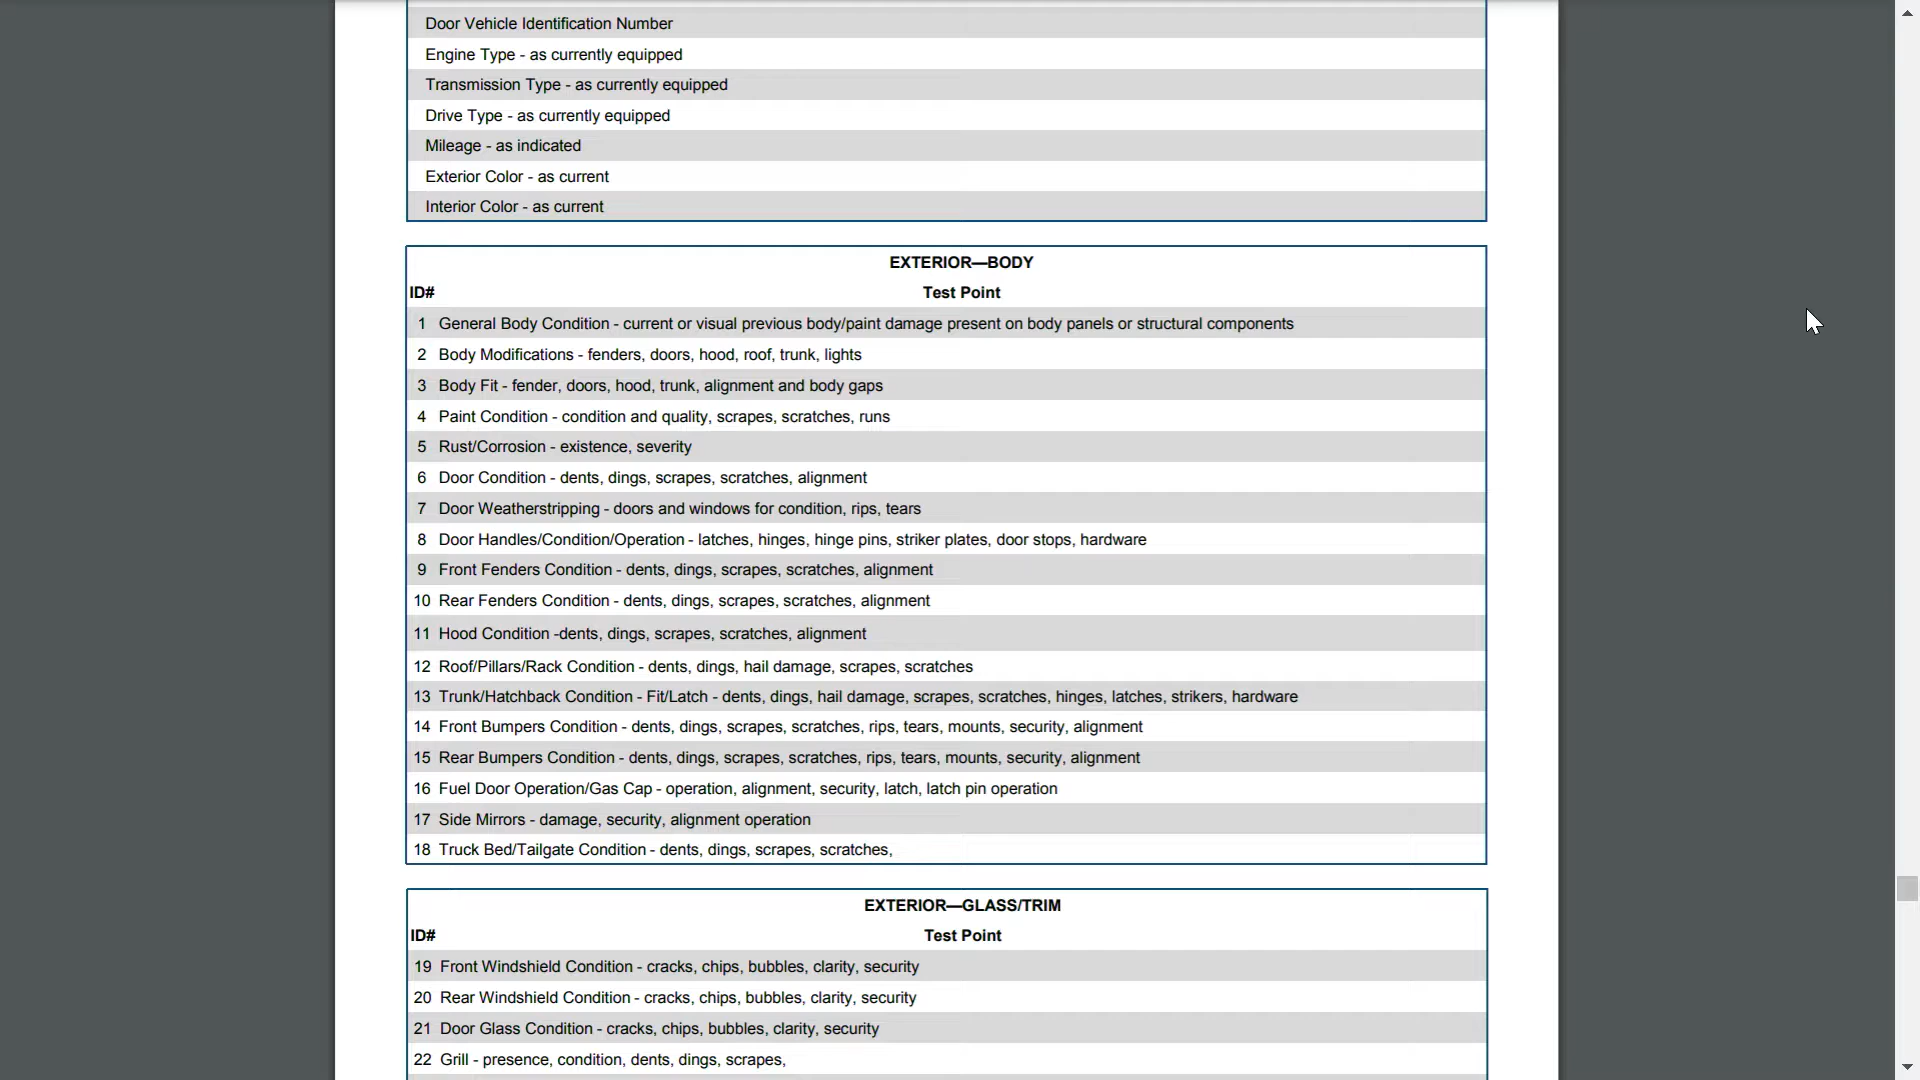 Door Vehicle Identification Number
Engine Type - as currently equipped
Transmission Type - as currently equipped
Drive Type - as currently equipped
Mileage - as indicated
Exterior Color - as current
Interior Color - as current
EXTERIOR—BODY
ID# Test Point
1 General Body Condition - current or visual previous body/paint damage present on body panels or structural components
2 Body Modifications - fenders, doors, hood, roof, trunk, lights
3 Body Fit - fender, doors, hood, trunk, alignment and body gaps
4 Paint Condition - condition and quality, scrapes, scratches, runs
5 Rust/Corrosion - existence, severity
6 Door Condition - dents, dings, scrapes, scratches, alignment
7 Door Weatherstripping - doors and windows for condition, rips, tears
8 Door Handles/Condition/Operation - latches, hinges, hinge pins, striker plates, door stops, hardware
9 Front Fenders Condition - dents, dings, scrapes, scratches, alignment
10 Rear Fenders Condition - dents, dings, scrapes, scratches, alignment
11 Hood Condition -dents, dings, scrapes, scratches, alignment
12 Roof/Pillars/Rack Condition - dents, dings, hail damage, scrapes, scratches
13 Trunk/Hatchback Condition - Fit/Latch - dents, dings, hail damage, scrapes, scratches, hinges, latches, strikers, hardware
14 Front Bumpers Condition - dents, dings, scrapes, scratches, rips, tears, mounts, security, alignment
15 Rear Bumpers Condition - dents, dings, scrapes, scratches, rips, tears, mounts, security, alignment
16 Fuel Door Operation/Gas Cap - operation, alignment, security, latch, latch pin operation
17 Side Mirrors - damage, security, alignment operation
18 Truck Bed/Tailgate Condition - dents, dings, scrapes, scratches,
EXTERIOR—GLASS/TRIM
ID# Test Point
19 Front Windshield Condition - cracks, chips, bubbles, clarity, security
20 Rear Windshield Condition - cracks, chips, bubbles, clarity, security
21 Door Glass Condition - cracks, chips, bubbles, clarity, security
22 Grill - presence, condition, dents, dings, scrapes,